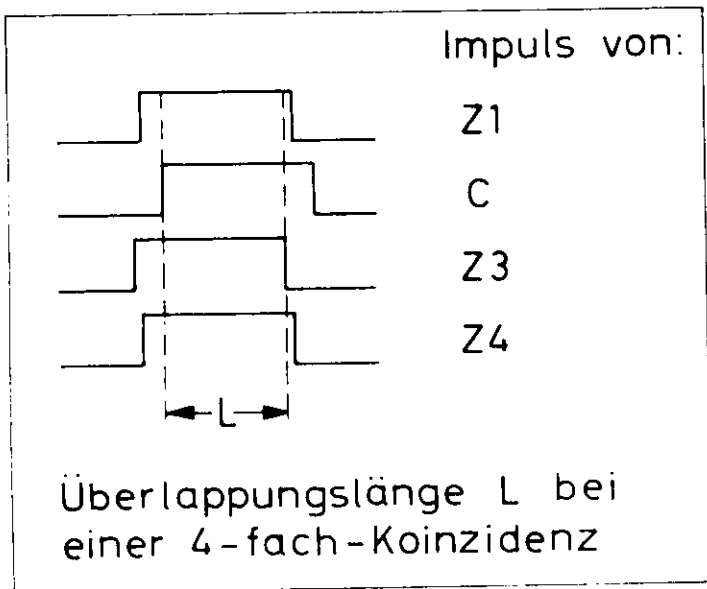 Impuls von:
Z1
C
Z3
Z4
L
Überlappungslänge L bei
einer 4-fach-Koinzidenz